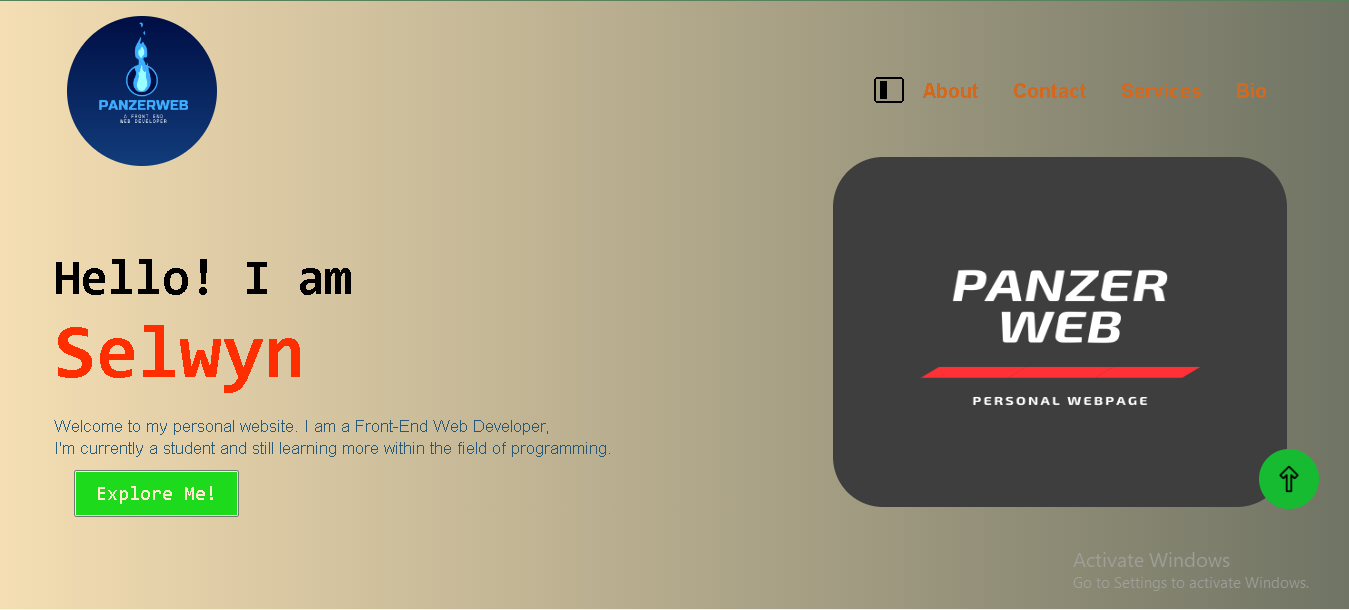 PANZERWEB
A FRONT END
WEB DEVELOPER
About Contact Services Bio
Hello! I am
Selwyn
Welcome to my personal website. I am a Front-End Web Developer,
I'm currently a student and still learning more within the field of programming.
Explore Me!
PANZER
WEB
PERSONAL WEBPAGE
Activate Windows
Go to Settings to activate Windows.